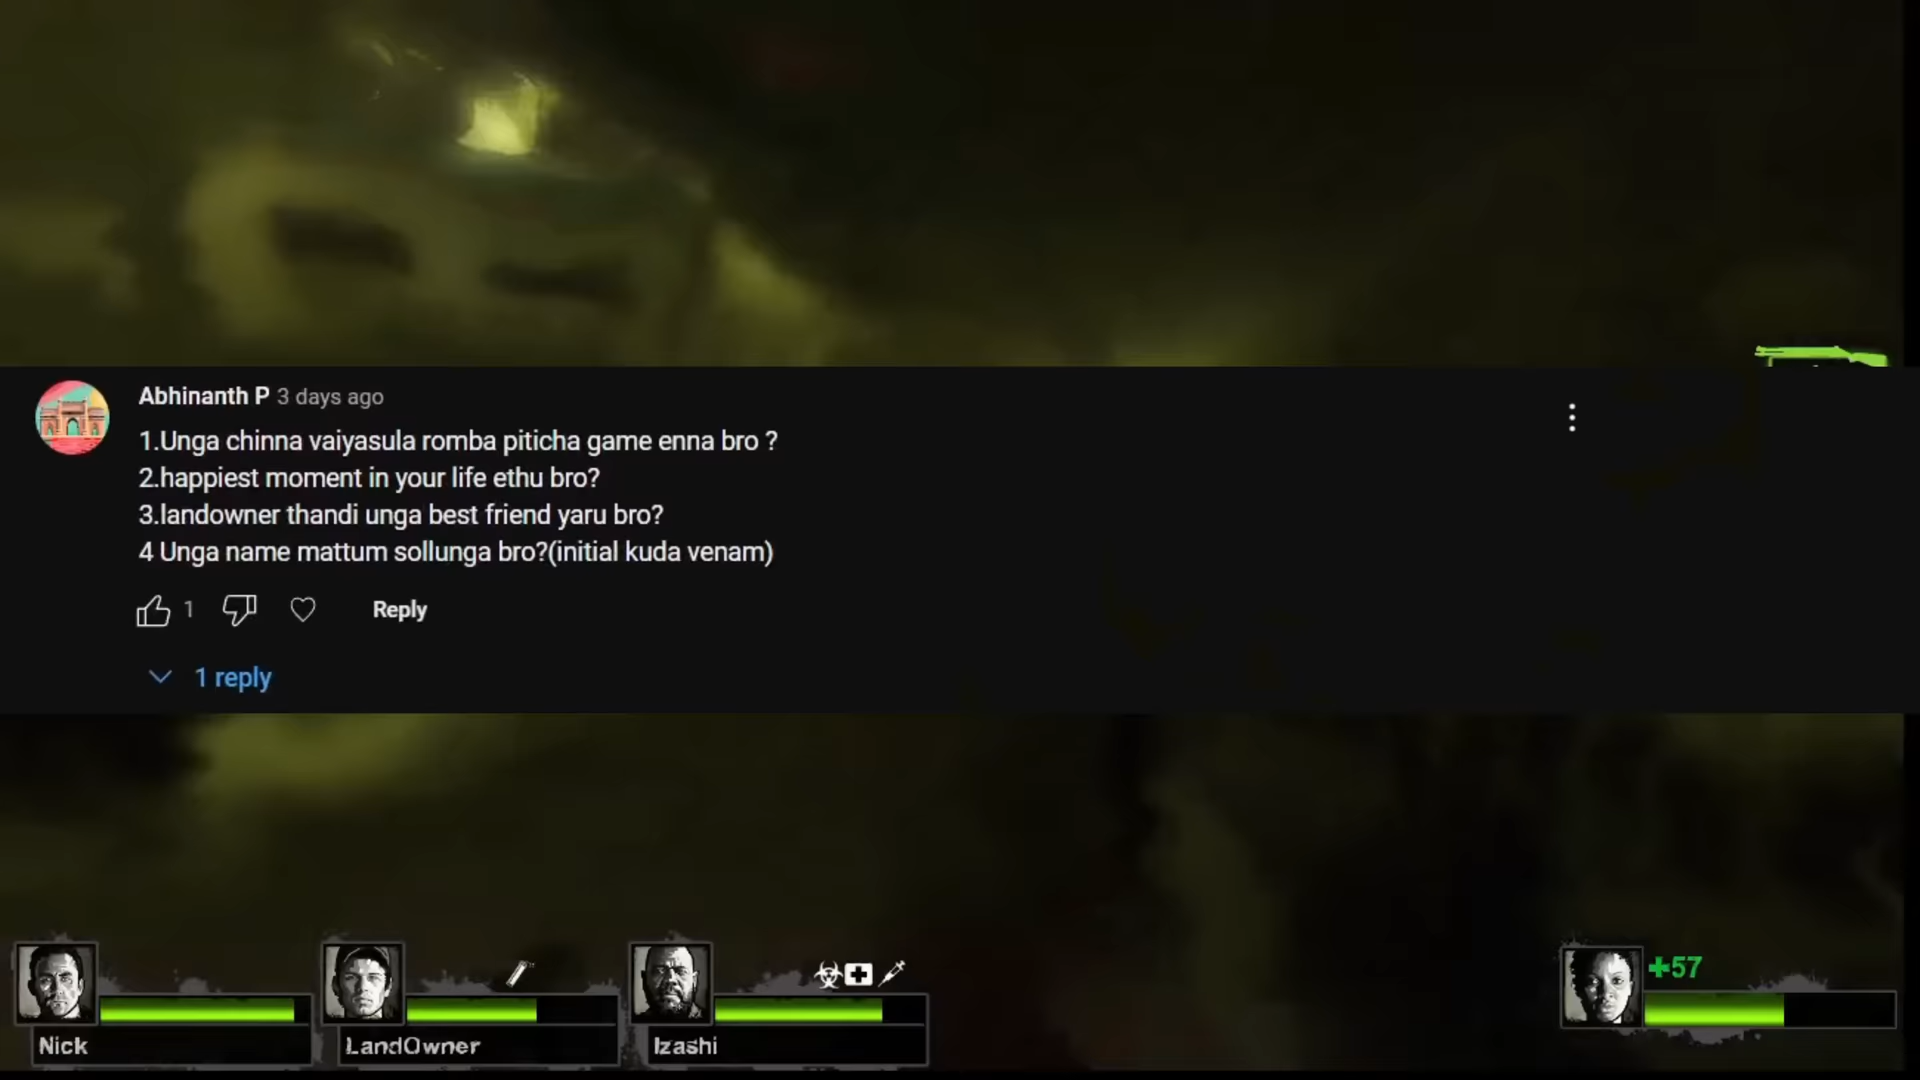 Abhinanth P 3 days ago
1.Unga chinna vaiyasula romba piticha game enna bro ?
2.happiest moment in your life ethu bro?
3.landowner thandi unga best friend yaru bro?
4 Unga name mattum sollunga bro?(initial kuda venam)
1
Reply
1 reply
+57
Nick
LandOwner
Izashi